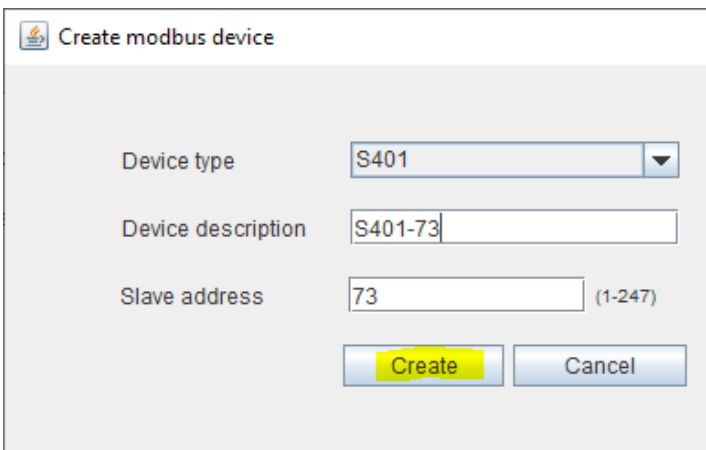 Create modbus device
Device type S401
Device description S401-73
Slave address 73 (1-247)
Create Cancel